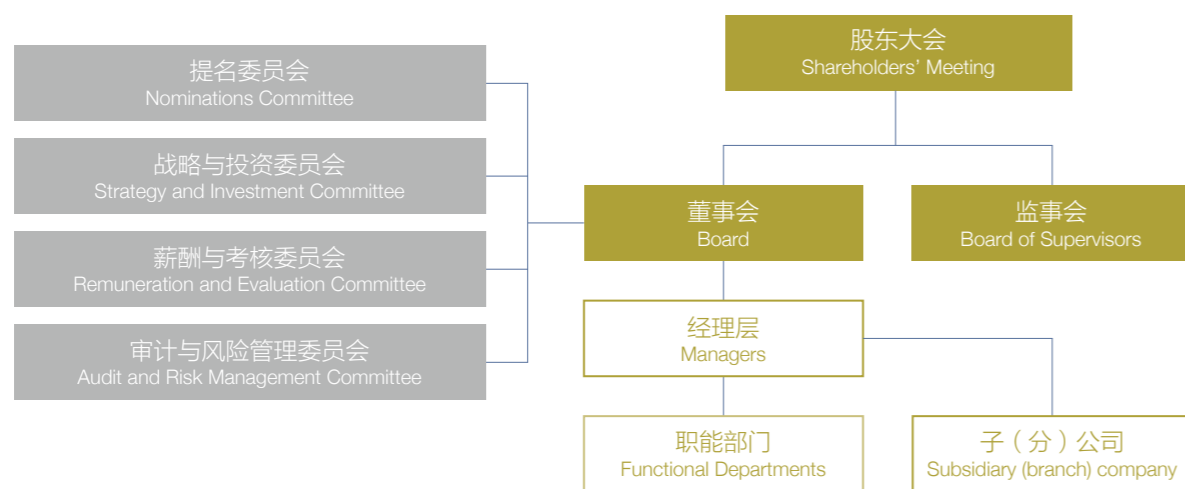 股东大会
Shareholders' Meeting
提名委员会
Nominations Committee
战略与投资委员会
Strategy and Investment Committee
薪酬与考核委员会
Remuneration and Evaluation Committee
审计与风险管理委员会
Audit and Risk Management Committee
董事会
Board
监事会
Board of Supervisors
经理层
Managers
职能部门
Functional Departments
子（分）公司
Subsidiary (branch) company